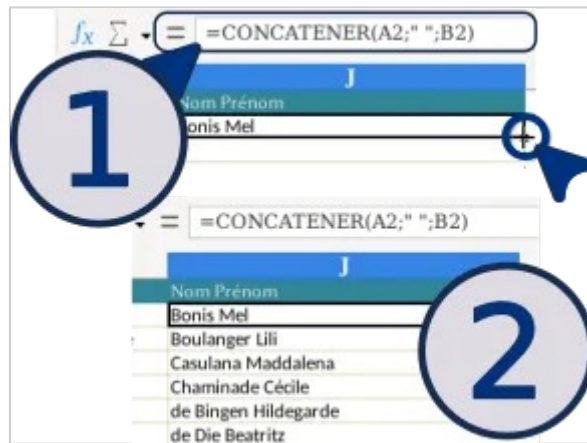 fx Σ = =CONCATENER(A2;" ";B2)
J
1
Nom Prénom
onis Mel
= =CONCATENER(A2;" ";B2)
J
Nom Prénom
Bonis Mel
2
Boulanger Lili
Casulana Maddalena
Chaminade Cécile
de Bingen Hildegarde
de Die Beatritz